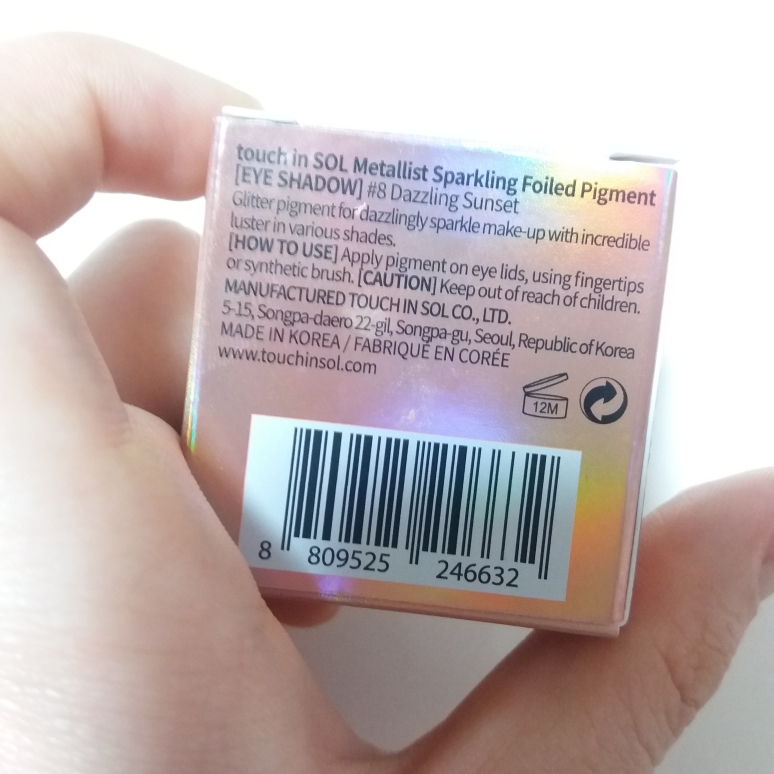 touch in SOL Metallist Sparkling Foiled Pigment
[EYE SHADOW] #8 Dazzling Sunset
Glitter pigment for dazzlingly sparkle make-up with incredible
luster in various shades.
[HOW TO USE] Apply pigment on eye lids, using fingertips
or synthetic brush. [CAUTION] Keep out of reach of children.
MANUFACTURED TOUCH IN SOL CO., LTD.
5-15, Songpa-daero 22-gil, Songpa-gu, Seoul, Republic of Korea
MADE IN KOREA / FABRIQUÉ EN CORÉE
www.touchinsol.com
12M
8 809525 246632